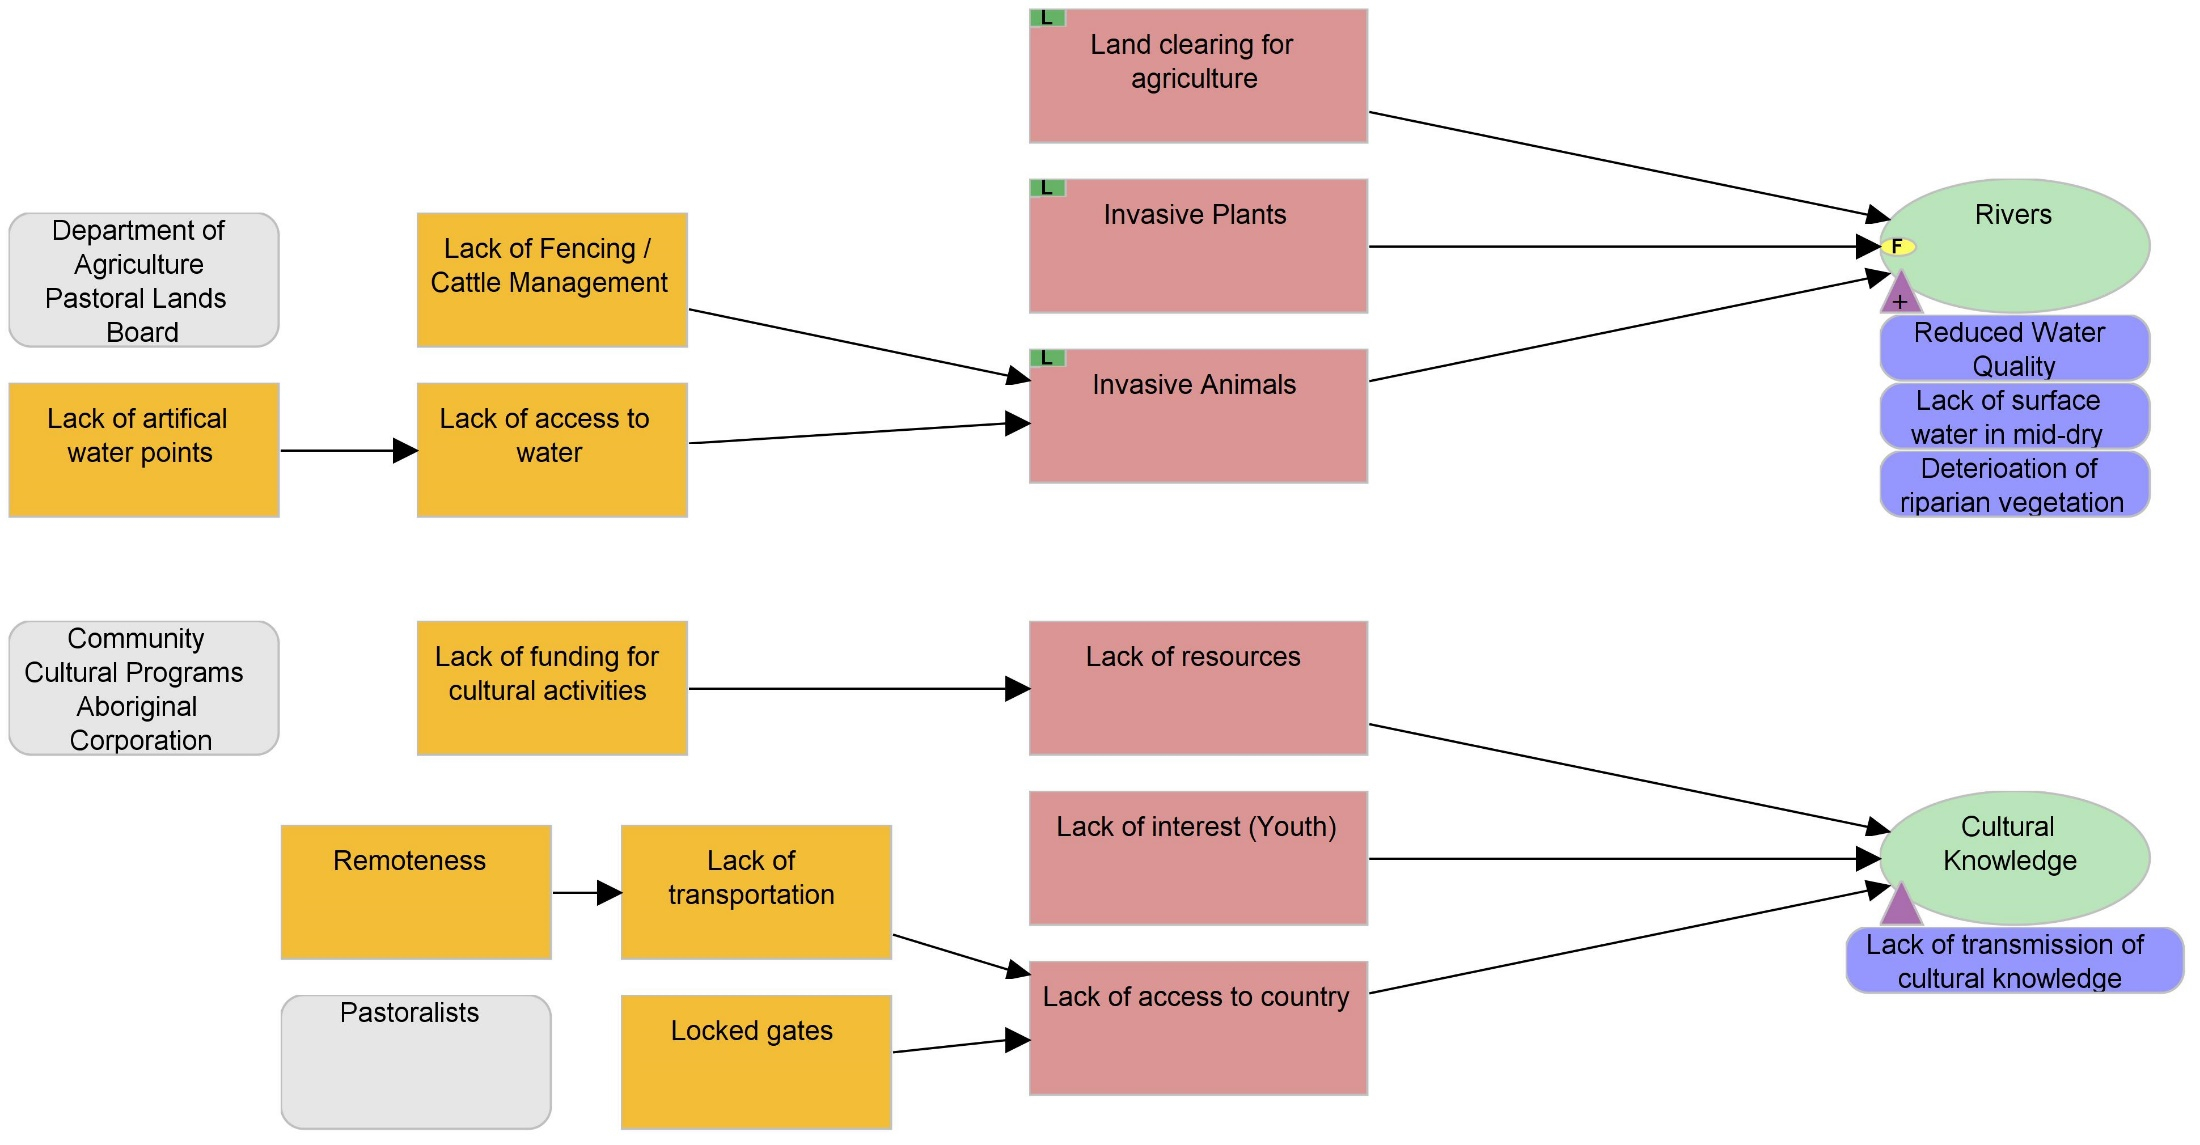 L
Land clearing for
agriculture
L
Invasive Plants
Rivers
F
+
Department of
Agriculture
Pastoral Lands
Board
Lack of Fencing /
Cattle Management
L
Invasive Animals
Reduced Water
Quality
Lack of surface
water in mid-dry
Deterioation of
riparian vegetation
Lack of artifical
water points
Lack of access to
water
Community
Cultural Programs
Aboriginal
Corporation
Lack of funding for
cultural activities
Lack of resources
Lack of interest (Youth)
Cultural
Knowledge
Remoteness
Lack of
transportation
Lack of transmission of
cultural knowledge
Pastoralists
Locked gates
Lack of access to country